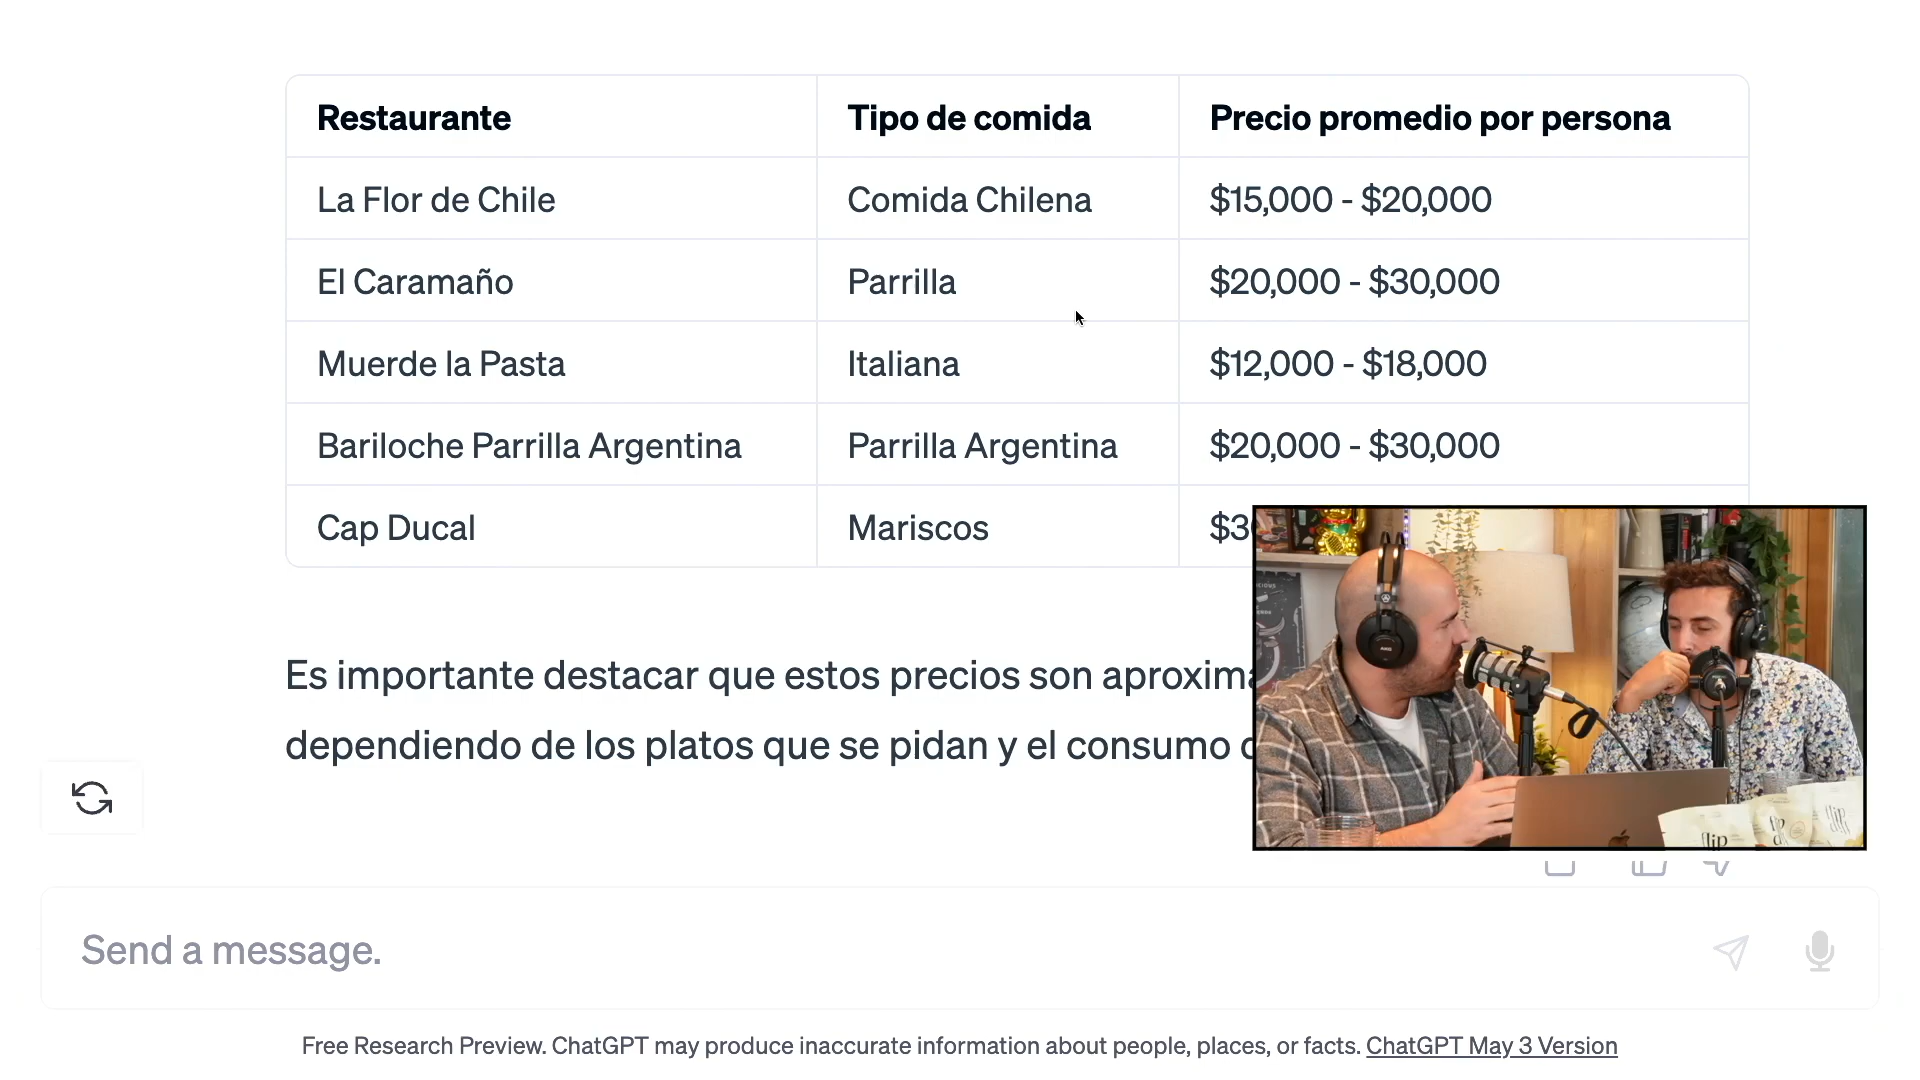 Restaurante Tipo de comida Precio promedio por persona
La Flor de Chile Comida Chilena $15,000 - $20,000
El Caramaño Parrilla $20,000 - $30,000
Muerde la Pasta Italiana $12,000 - $18,000
Bariloche Parrilla Argentina Parrilla Argentina $20,000 - $30,000
Cap Ducal Mariscos
Es importante destacar que estos precios son
dependiendo de los platos que se pidan y el consumo
Send a message.
Free Research Preview. ChatGPT may produce inaccurate information about people, places, or facts. ChatGPT May 3 Version